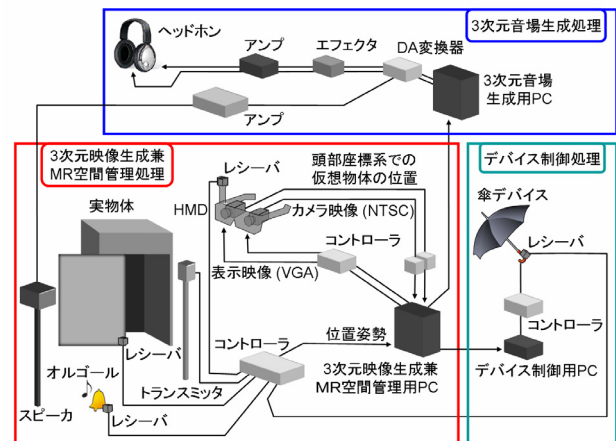 3次元音場生成処理
ヘッドホン
アンプ
エフェクタ
DA変換器
3次元音場
生成用PC
アンプ
3次元映像生成兼
MR空間管理処理
レシーバ
頭部座標系での
仮想物体の位置
デバイス制御処理
実物体
HMD
カメラ映像 (NTSC)
傘デバイス
レシーバ
コントローラ
表示映像 (VGA)
コントローラ
レシーバ
コントローラ
位置姿勢
3次元映像生成兼
MR空間管理用PC
デバイス制御用PC
オルゴール
トランスミッタ
スピーカ
レシーバ